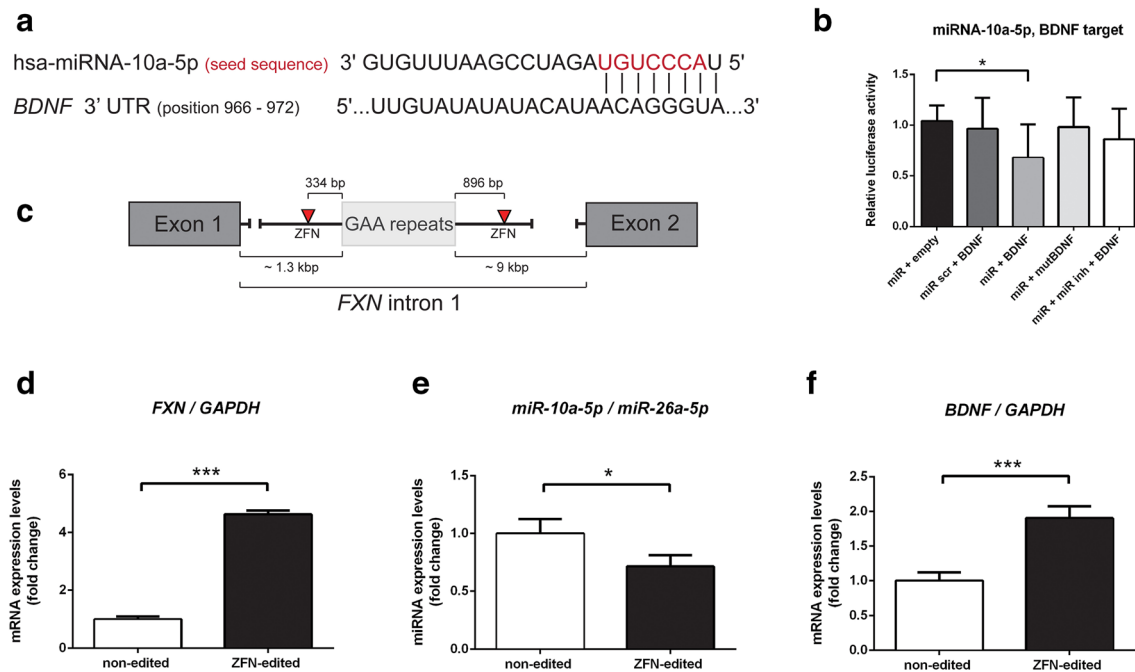 a
hsa-miRNA-10a-5p (seed sequence) 3' GUGUUUAAGCCUAGAUGUCCCAU 5'
BDNF 3' UTR (position 966 - 972) 5'...UUGUAUAUAUACAUAACAGGGUA...3'
b
miRNA-10a-5p, BDNF target
Relative luciferase activity
1.5
1.0
0.5
0.0
*
miR + empty
miR scr + BDNF
miR + BDNF
miR + mutBDNF
miR + miR inh + BDNF
c
334 bp
896 bp
Exon 1
ZFN
GAA repeats
ZFN
Exon 2
~ 1.3 kbp
~ 9 kbp
FXN intron 1
d
FXN / GAPDH
mRNA expression levels
(fold change)
6
4
2
0
***
non-edited
ZFN-edited
e
miR-10a-5p / miR-26a-5p
miRNA expression levels
(fold change)
1.5
1.0
0.5
0.0
*
non-edited
ZFN-edited
f
BDNF / GAPDH
mRNA expression levels
(fold change)
2.5
2.0
1.5
1.0
0.5
0.0
***
non-edited
ZFN-edited